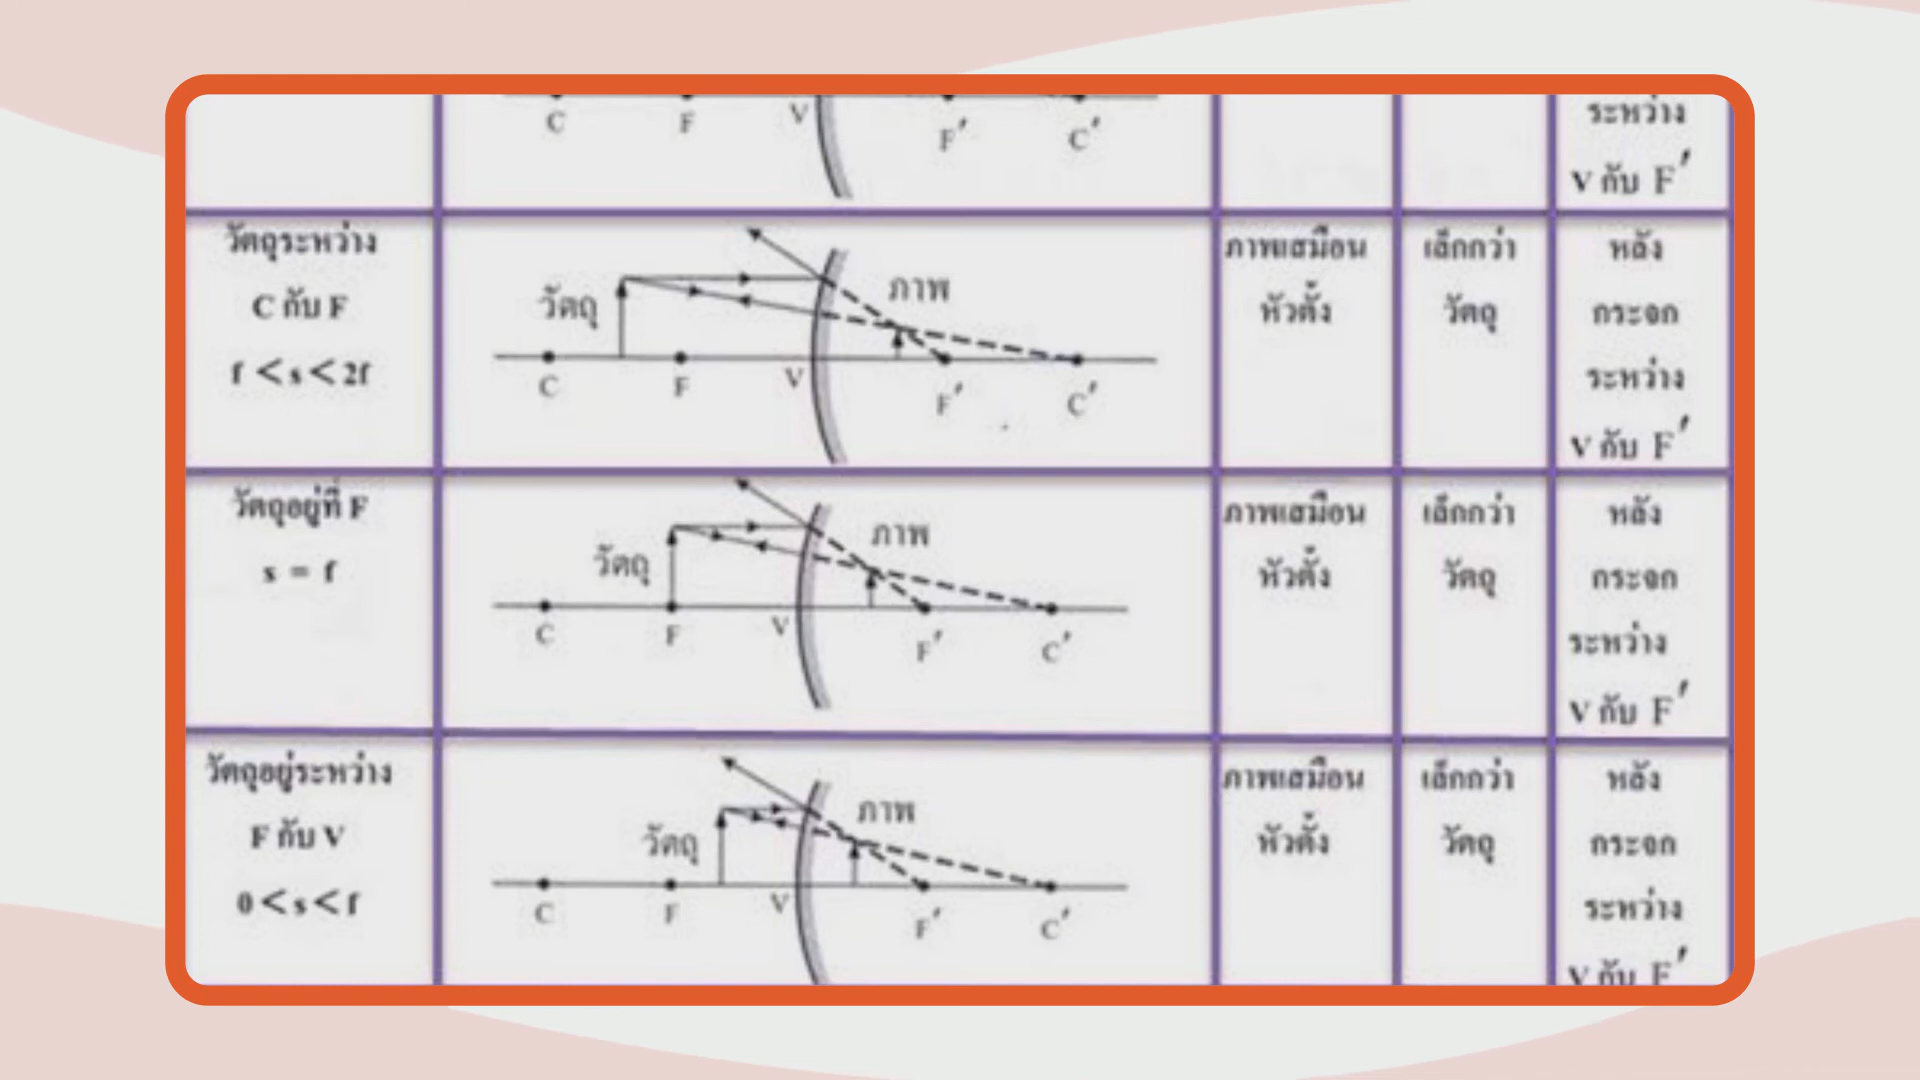 C F V F′ C′
ระหว่าง
V กับ F′
วัตถุระหว่าง
C กับ F
f < s < 2f
วัตถุ
ภาพ
C F V F′ C′
ภาพเสมือน
หัวตั้ง
เล็กกว่า
วัตถุ
หลัง
กระจก
ระหว่าง
V กับ F′
วัตถุอยู่ที่ F
s = f
วัตถุ
ภาพ
C F V F′ C′
ภาพเสมือน
หัวตั้ง
เล็กกว่า
วัตถุ
หลัง
กระจก
ระหว่าง
V กับ F′
วัตถุอยู่ระหว่าง
F กับ V
0 < s < f
วัตถุ
ภาพ
C F V F′ C′
ภาพเสมือน
หัวตั้ง
เล็กกว่า
วัตถุ
หลัง
กระจก
ระหว่าง
V กับ F′